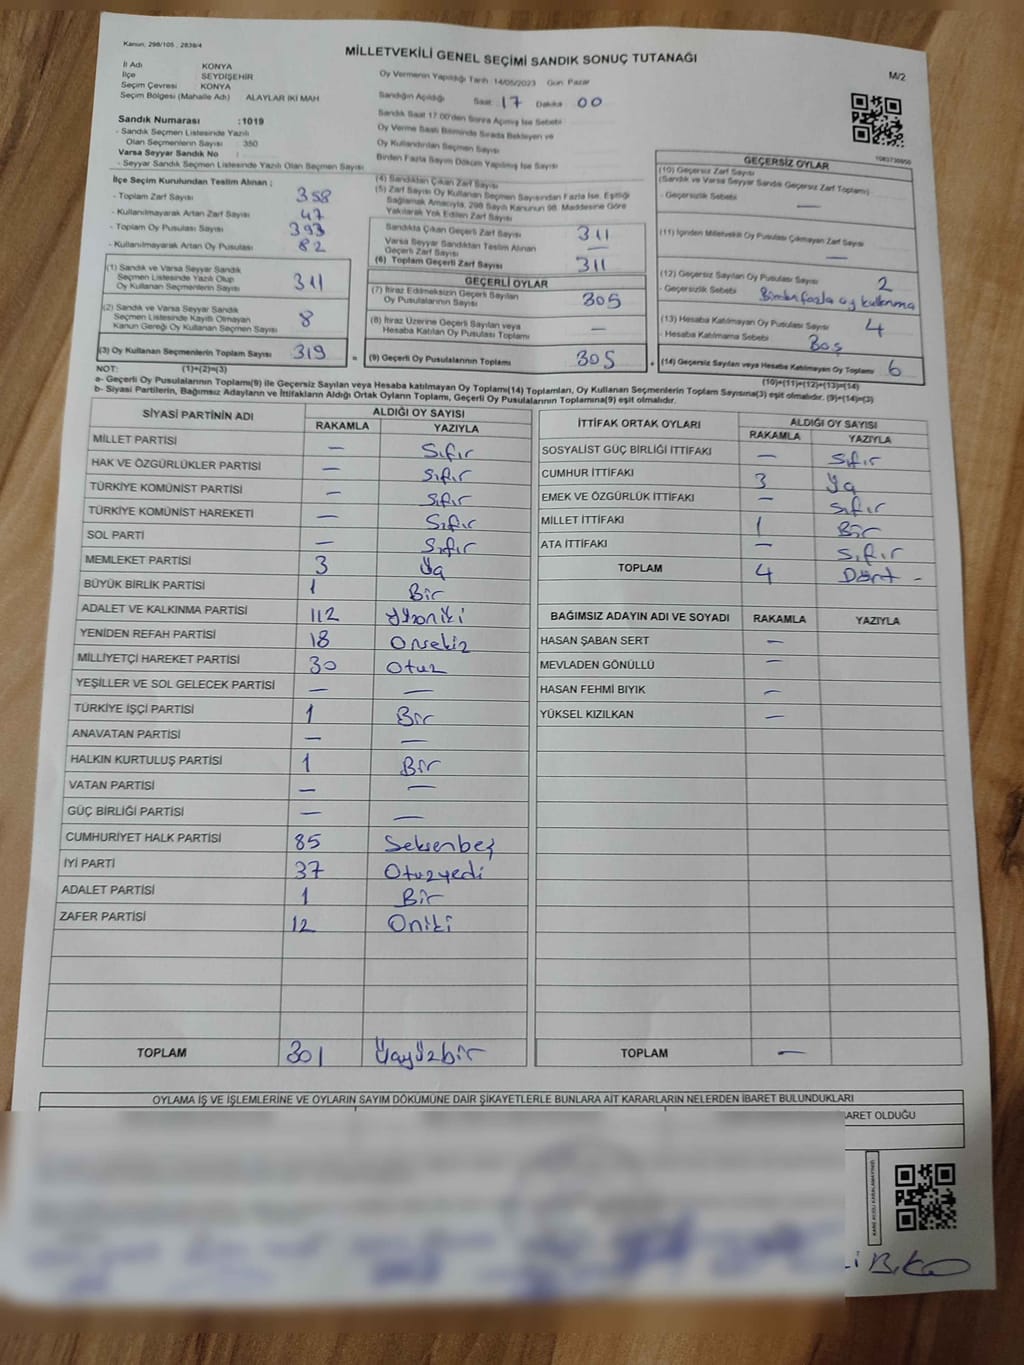 Kanun: 298/105 , 2839/4
MİLLETVEKİLİ GENEL SEÇİMİ SANDIK SONUÇ TUTANAĞI
M/2
İl Adı KONYA
İlçe SEYDİŞEHİR
Seçim Çevresi KONYA
Seçim Bölgesi (Mahalle Adı) ALAYLAR İKİ MAH
Oy Vermenin Yapıldığı Tarih :14/05/2023 Gün :Pazar
Sandığın Açıldığı Saat : 17 Dakika 00
Sandık Saat 17.00'den Sonra Açılmış İse Sebebi
Oy Verme Saati Bitiminde Sırada Bekleyen ve
Oy Kullandırılan Seçmen Sayısı
Birden Fazla Sayım Döküm Yapılmış İse Sayısı
Sandık Numarası :1019
- Sandık Seçmen Listesinde Yazılı
Olan Seçmenlerin Sayısı : 350
Varsa Seyyar Sandık No :
- Seyyar Sandık Seçmen Listesinde Yazılı Olan Seçmen Sayısı
İlçe Seçim Kurulundan Teslim Alınan ;
- Toplam Zarf Sayısı 358
- Kullanılmayarak Artan Zarf Sayısı 47
- Toplam Oy Pusulası Sayısı 393
- Kullanılmayarak Artan Oy Pusulası 82
(1) Sandık ve Varsa Seyyar Sandık
Seçmen Listesinde Yazılı Olup
Oy Kullanan Seçmenlerin Sayısı 311
(2) Sandık ve Varsa Seyyar Sandık
Seçmen Listesinde Kayıtlı Olmayan
Kanun Gereği Oy Kullanan Seçmen Sayısı 8
(3) Oy Kullanan Seçmenlerin Toplam Sayısı 319 =
(4) Sandıktan Çıkan Zarf Sayısı
(5) Zarf Sayısı Oy Kullanan Seçmen Sayısından Fazla İse, Eşitliği
Sağlamak Amacıyla, 298 Sayılı Kanunun 98. Maddesine Göre
Yakılarak Yok Edilen Zarf Sayısı
Sandıkta Çıkan Geçerli Zarf Sayısı 311
Varsa Seyyar Sandıktan Teslim Alınan
Geçerli Zarf Sayısı —
(6) Toplam Geçerli Zarf Sayısı 311
GEÇERLİ OYLAR
(7) İtiraz Edilmeksizin Geçerli Sayılan
Oy Pusulalarının Sayısı 305
(8) İtiraz Üzerine Geçerli Sayılan veya
Hesaba Katılan Oy Pusulası Toplamı —
(9) Geçerli Oy Pusulalarının Toplamı 305 +
1083739950
GEÇERSİZ OYLAR
(10) Geçersiz Zarf Sayısı
(Sandık ve Varsa Seyyar Sandık Geçersiz Zarf Toplamı)
- Geçersizlik Sebebi —
(11) İçinden Milletvekili Oy Pusulası Çıkmayan Zarf Sayısı
—
(12) Geçersiz Sayılan Oy Pusulası Sayısı 2
- Geçersizlik Sebebi Birden fazla oy kullanma
(13) Hesaba Katılmayan Oy Pusulası Sayısı 4
- Hesaba Katılmama Sebebi Boş
(14) Geçersiz Sayılan veya Hesaba Katılmayan Oy Toplamı 6
NOT: (1)+(2)=(3) (10)+(11)+(12)+(13)=(14)
a- Geçerli Oy Pusulalarının Toplamı(9) ile Geçersiz Sayılan veya Hesaba katılmayan Oy Toplamı(14) Toplamları, Oy Kullanan Seçmenlerin Toplam Sayısına(3) eşit olmalıdır. (9)+(14)=(3)
b- Siyasi Partilerin, Bağımsız Adayların ve İttifakların Aldığı Ortak Oyların Toplamı, Geçerli Oy Pusulalarının Toplamına(9) eşit olmalıdır.
SİYASİ PARTİNİN ADI ALDIĞI OY SAYISI
RAKAMLA YAZIYLA
MİLLET PARTİSİ — Sıfır
HAK VE ÖZGÜRLÜKLER PARTİSİ — Sıfır
TÜRKİYE KOMÜNİST PARTİSİ — Sıfır
TÜRKİYE KOMÜNİST HAREKETİ — Sıfır
SOL PARTİ — Sıfır
MEMLEKET PARTİSİ 3 Üç
BÜYÜK BİRLİK PARTİSİ 1 Bir
ADALET VE KALKINMA PARTİSİ 112 Yüzoniki
YENİDEN REFAH PARTİSİ 18 Onsekiz
MİLLİYETÇİ HAREKET PARTİSİ 30 Otuz
YEŞİLLER VE SOL GELECEK PARTİSİ — —
TÜRKİYE İŞÇİ PARTİSİ 1 Bir
ANAVATAN PARTİSİ — —
HALKIN KURTULUŞ PARTİSİ 1 Bir
VATAN PARTİSİ — —
GÜÇ BİRLİĞİ PARTİSİ — —
CUMHURİYET HALK PARTİSİ 85 Seksenbeş
İYİ PARTİ 37 Otuzyedi
ADALET PARTİSİ 1 Bir
ZAFER PARTİSİ 12 Oniki
TOPLAM 301 Üçyüzbir
İTTİFAK ORTAK OYLARI ALDIĞI OY SAYISI
RAKAMLA YAZIYLA
SOSYALİST GÜÇ BİRLİĞİ İTTİFAKI — Sıfır
CUMHUR İTTİFAKI 3 Üç
EMEK VE ÖZGÜRLÜK İTTİFAKI — Sıfır
MİLLET İTTİFAKI 1 Bir
ATA İTTİFAKI — Sıfır
TOPLAM 4 Dört -
BAĞIMSIZ ADAYIN ADI VE SOYADI RAKAMLA YAZIYLA
HASAN ŞABAN SERT —
MEVLADEN GÖNÜLLÜ —
HASAN FEHMİ BIYIK —
YÜKSEL KIZILKAN —
TOPLAM —
OYLAMA İŞ VE İŞLEMLERİNE VE OYLARIN SAYIM DÖKÜMÜNE DAİR ŞİKAYETLERLE BUNLARA AİT KARARLARIN NELERDEN İBARET BULUNDUKLARI
BARET OLDUĞU